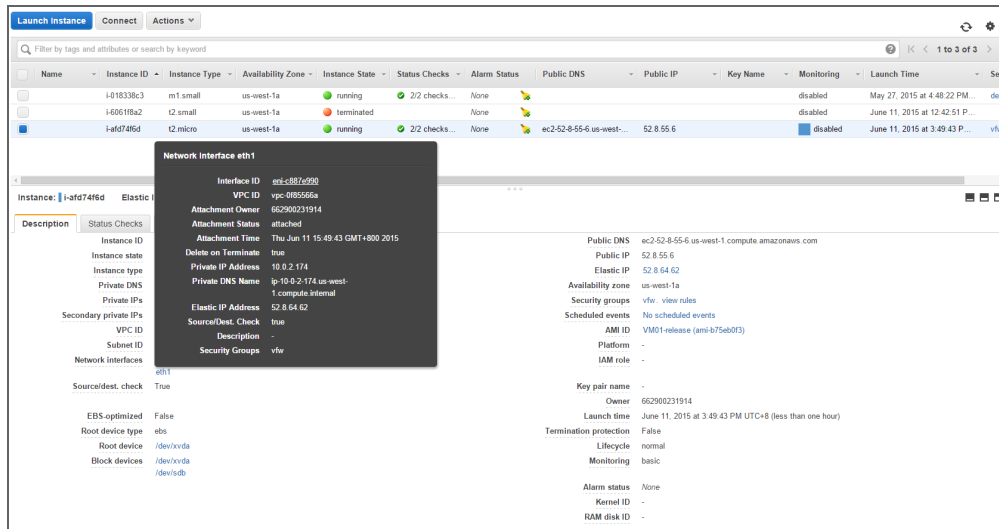 Launch Instance Connect Actions
Filter by tags and attributes or search by keyword 1 to 3 of 3
Name Instance ID Instance Type Availability Zone Instance State Status Checks Alarm Status Public DNS Public IP Key Name Monitoring Launch Time Se
i-018338c3 m1.small us-west-1a running 2/2 checks... None disabled May 27, 2015 at 4:48:22 PM... de
i-6061f8a2 t2.small us-west-1a terminated None disabled June 11, 2015 at 12:42:51 P...
i-afd74f6d t2.micro us-west-1a running 2/2 checks... None ec2-52-8-55-6.us-west-... 52.8.55.6 disabled June 11, 2015 at 3:49:43 P... vfw
Network Interface eth1
Interface ID eni-c887e990
VPC ID vpc-0f85566a
Attachment Owner 662900231914
Attachment Status attached
Attachment Time Thu Jun 11 15:49:43 GMT+800 2015
Delete on Terminate true
Private IP Address 10.0.2.174
Private DNS Name ip-10-0-2-174.us-west-
1.compute.internal
Elastic IP Address 52.8.64.62
Source/Dest. Check true
Description -
Security Groups vfw
Instance: i-afd74f6d Elastic I
Description Status Checks
Instance ID
Instance state
Instance type
Private DNS
Private IPs
Secondary private IPs
VPC ID
Subnet ID
Network interfaces
eth1
Source/dest. check True
EBS-optimized False
Root device type ebs
Root device /dev/xvda
Block devices /dev/xvda
/dev/sdb
Public DNS ec2-52-8-55-6.us-west-1.compute.amazonaws.com
Public IP 52.8.55.6
Elastic IP 52.8.64.62
Availability zone us-west-1a
Security groups vfw. view rules
Scheduled events No scheduled events
AMI ID VM01-release (ami-b75eb0f3)
Platform -
IAM role -
Key pair name -
Owner 662900231914
Launch time June 11, 2015 at 3:49:43 PM UTC+8 (less than one hour)
Termination protection False
Lifecycle normal
Monitoring basic
Alarm status None
Kernel ID -
RAM disk ID -